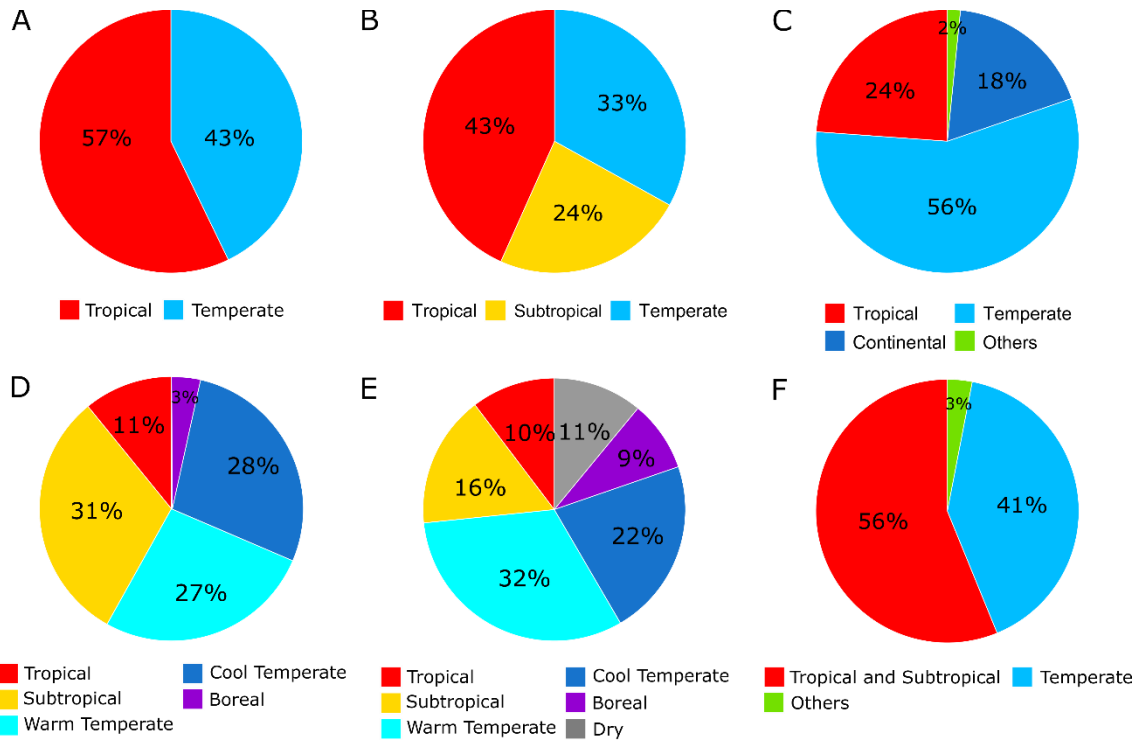 A
57%
43%
Tropical Temperate
B
43%
33%
24%
Tropical Subtropical Temperate
C
2%
24%
18%
56%
Tropical Temperate
Continental Others
D
3%
11%
28%
31%
27%
Tropical Cool Temperate
Subtropical Boreal
Warm Temperate
E
10%
11%
9%
16%
22%
32%
Tropical Cool Temperate
Subtropical Boreal
Warm Temperate Dry
F
3%
56%
41%
Tropical and Subtropical Temperate
Others